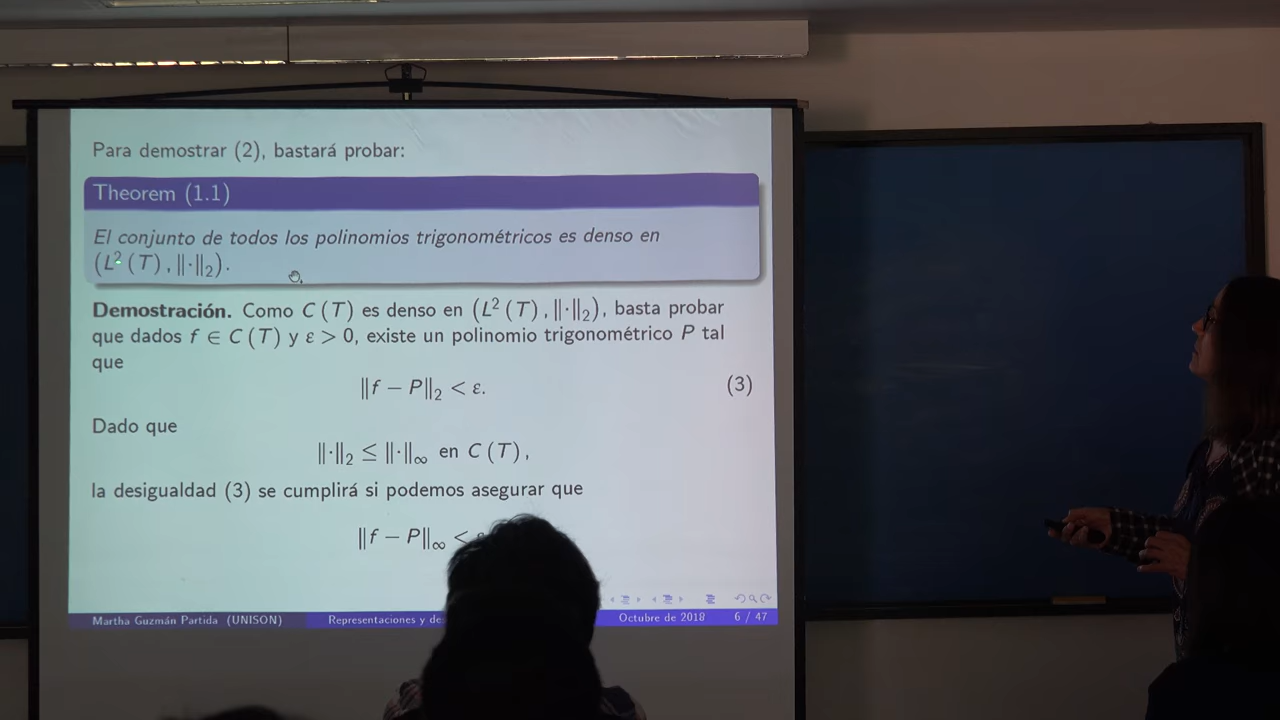 Para demostrar (2), bastará probar:
Theorem (1.1)
El conjunto de todos los polinomios trigonométricos es denso en
(L² (T) , ‖·‖₂).
Demostración. Como C (T) es denso en (L² (T) , ‖·‖₂), basta probar
que dados f ∈ C (T) y ε > 0, existe un polinomio trigonométrico P tal
que
‖f − P‖₂ < ε. (3)
Dado que
‖·‖₂ ≤ ‖·‖∞ en C (T) ,
la desigualdad (3) se cumplirá si podemos asegurar que
‖f − P‖∞ <
Martha Guzmán Partida (UNISON) Representaciones y Octubre de 2018 6 / 47